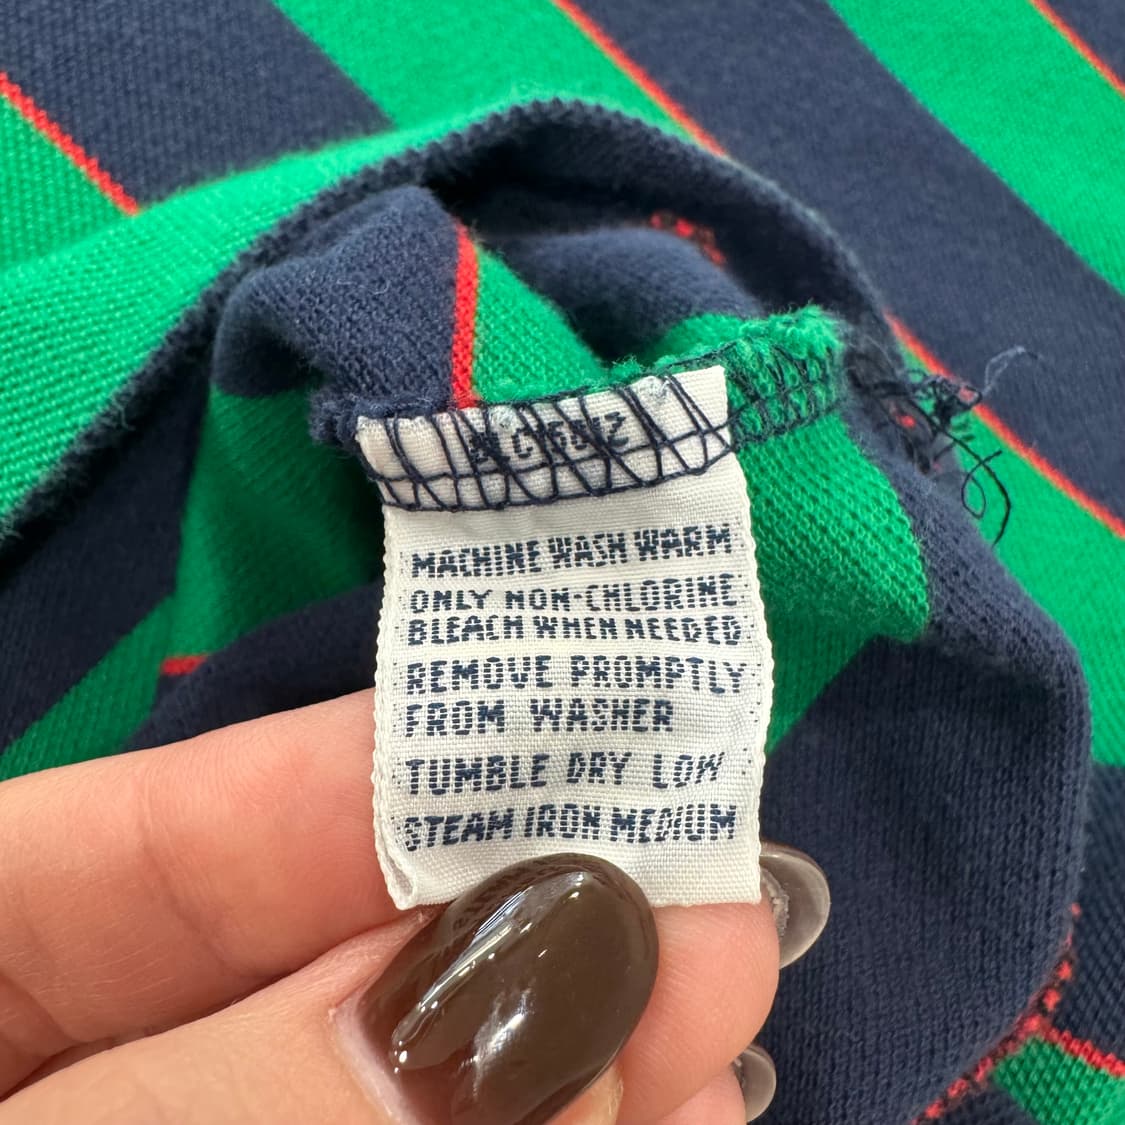 MACHINE WASH WARM
ONLY NON-CHLORINE
BLEACH WHEN NEEDED
REMOVE PROMPTLY
FROM WASHER
TUMBLE DRY LOW
STEAM IRON MEDIUM